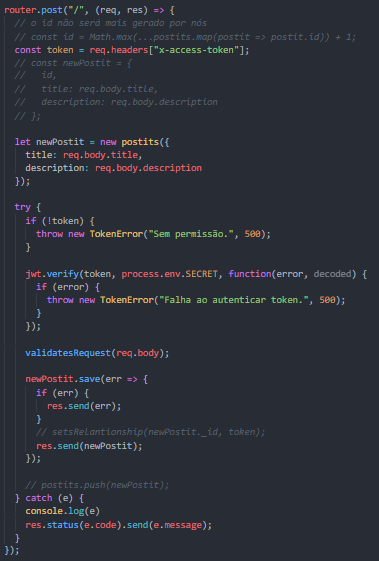 router.post("/", (req, res) => {
  // o id não será mais gerado por nós
  // const id = Math.max(...postits.map(postit => postit.id)) + 1;
  const token = req.headers["x-access-token"];
  // const newPostit = {
  //   id,
  //   title: req.body.title,
  //   description: req.body.description
  // };

  let newPostit = new postits({
    title: req.body.title,
    description: req.body.description
  });

  try {
    if (!token) {
      throw new TokenError("Sem permissão.", 500);
    }

    jwt.verify(token, process.env.SECRET, function(error, decoded) {
      if (error) {
        throw new TokenError("Falha ao autenticar token.", 500);
      }
    });

    validatesRequest(req.body);

    newPostit.save(err => {
      if (err) {
        res.send(err);
      }
      // setsRelantionship(newPostit._id, token);
      res.send(newPostit);
    });

    // postits.push(newPostit);
  } catch (e) {
    console.log(e)
    res.status(e.code).send(e.message);
  }
});